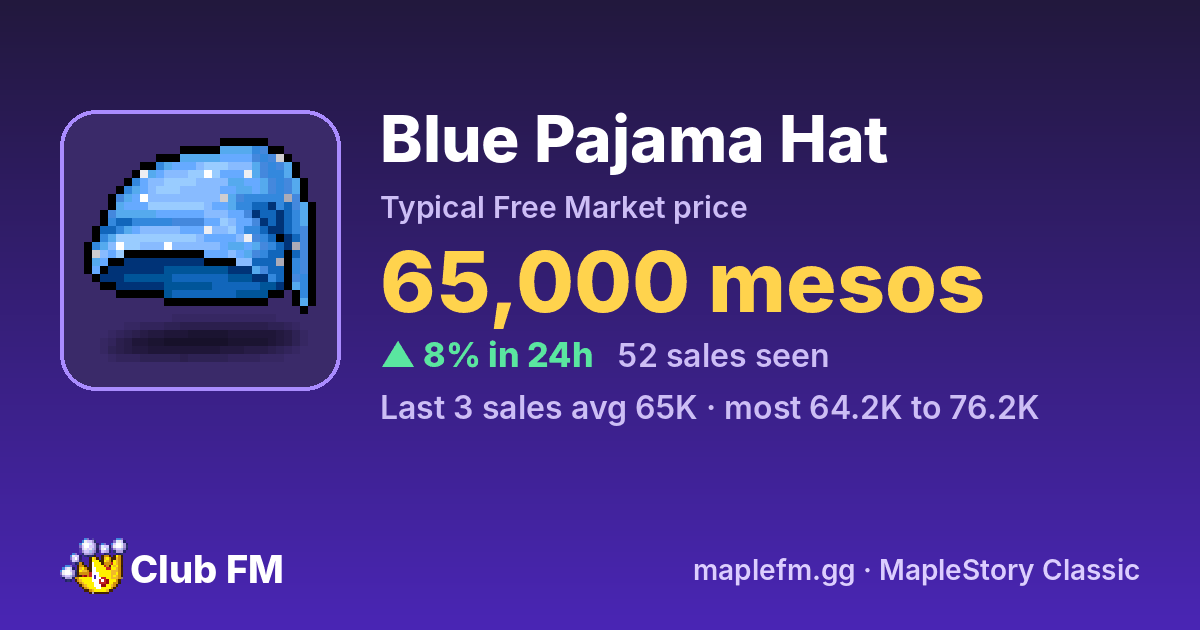 Blue Pajama Hat
Typical Free Market price
65,000 mesos
▲ 8% in 24h 52 sales seen
Last 3 sales avg 65K · most 64.2K to 76.2K
Club FM
maplefm.gg · MapleStory Classic